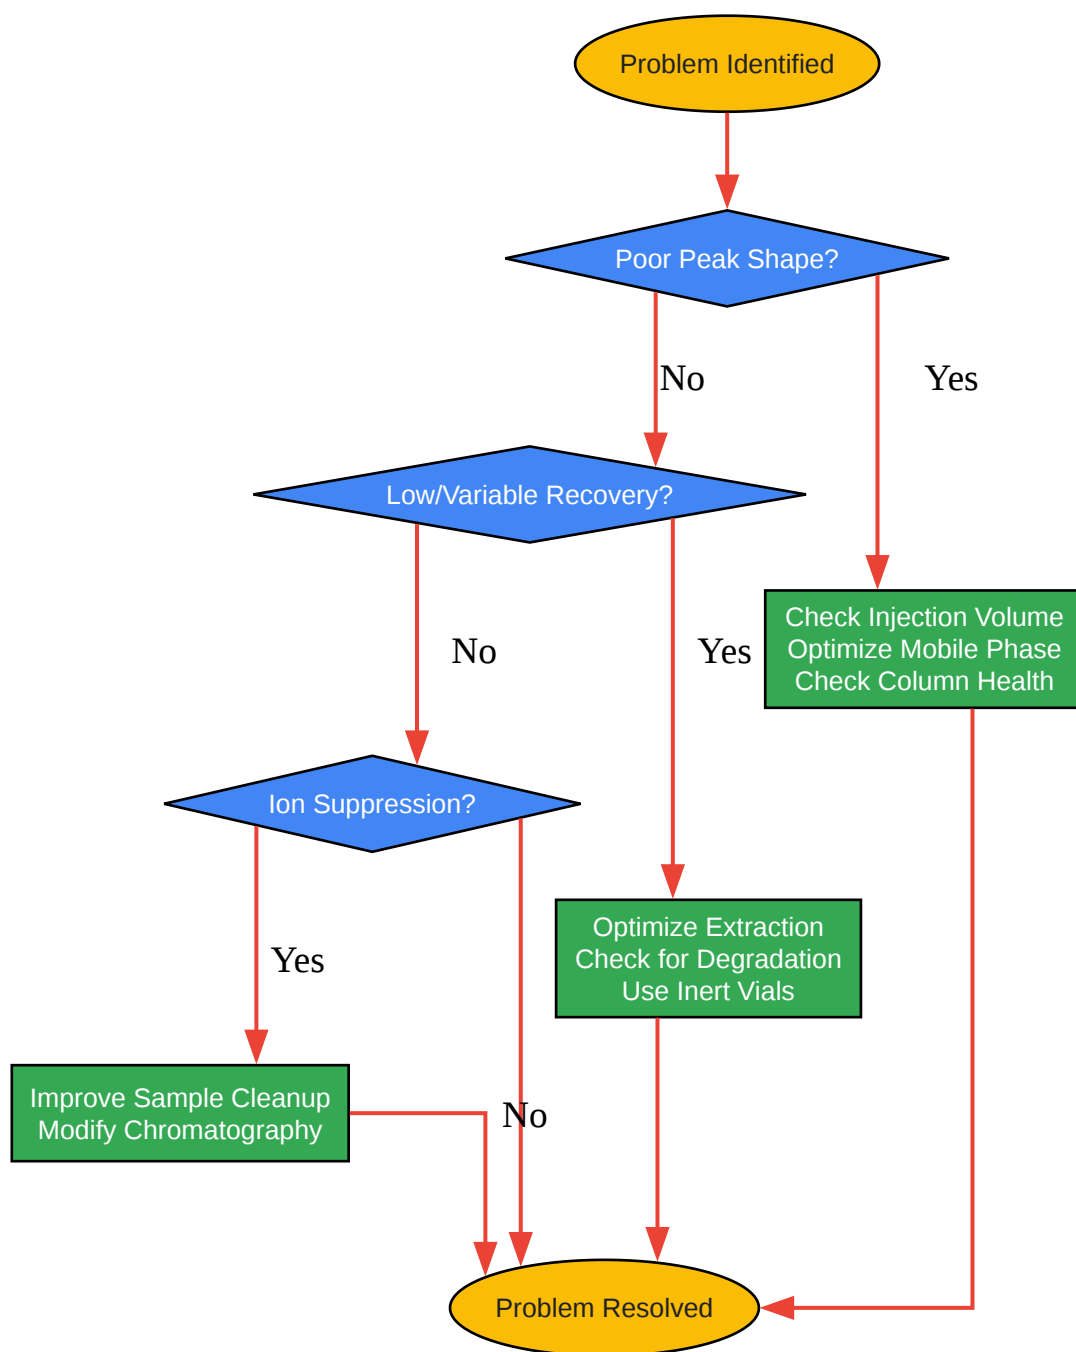 Problem Identified
Poor Peak Shape?
No
Yes
Low/Variable Recovery?
Check Injection Volume
Optimize Mobile Phase
Check Column Health
No
Yes
Ion Suppression?
Optimize Extraction
Check for Degradation
Use Inert Vials
Yes
Improve Sample Cleanup
Modify Chromatography
No
Problem Resolved